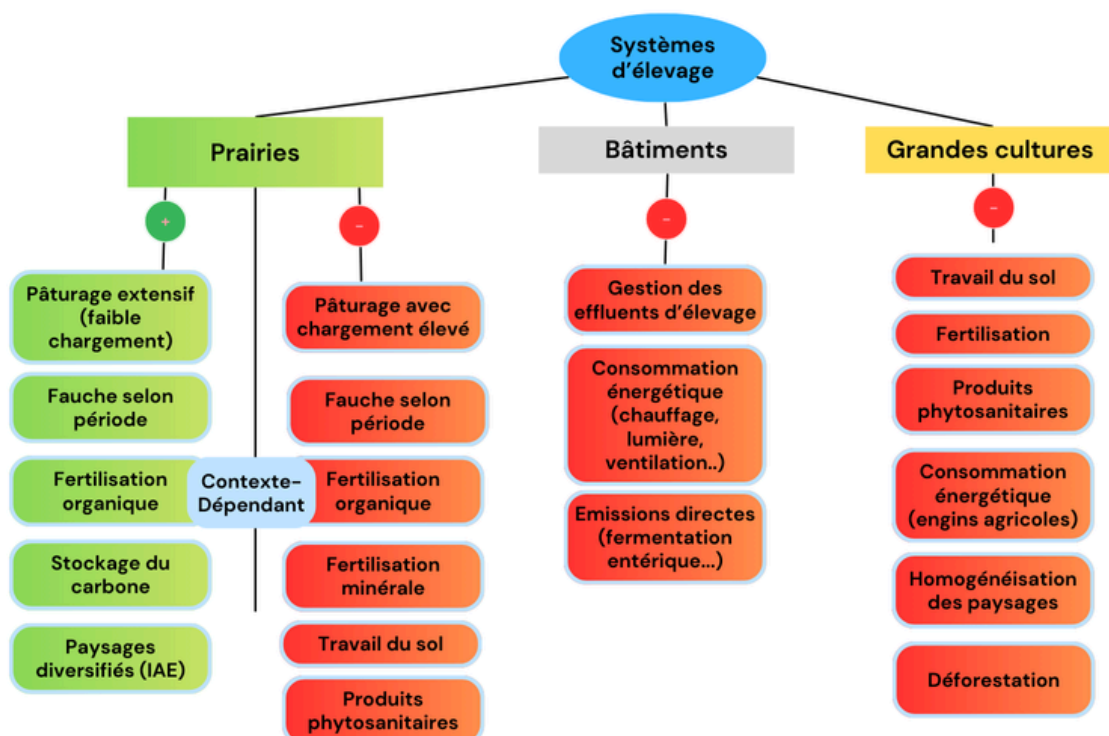 Systèmes
d'élevage
Prairies
Bâtiments
Grandes cultures
+
-
-
-
Pâturage extensif
(faible
chargement)
Fauche selon
période
Fertilisation
organique
Stockage du
carbone
Paysages
diversifiés (IAE)
Contexte-
Dépendant
Pâturage avec
chargement élevé
Fauche selon
période
Fertilisation
organique
Fertilisation
minérale
Travail du sol
Produits
phytosanitaires
Gestion des
effluents d'élevage
Consommation
énergétique
(chauffage,
lumière,
ventilation..)
Emissions directes
(fermentation
entérique...)
Travail du sol
Fertilisation
Produits
phytosanitaires
Consommation
énergétique
(engins agricoles)
Homogénéisation
des paysages
Déforestation